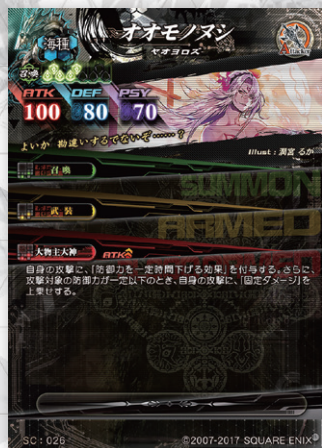 オオモノヌシ
ヤオヨロズ
海種
Attacker
召喚
ATK DEF PSY
100 80 70
よいか 勘違いするでないぞ……?
Illust: 満宮 るか
召喚
SUMMON
武装
ARMED
大物主大神 ATK
自身の攻撃に、「防御力を一定時間下げる効果」を付与する。さらに、
攻撃対象の防御力が一定以下のとき、自身の攻撃に、「固定ダメージ」を
上乗せする。
SC:026 ©2007-2017 SQUARE ENIX